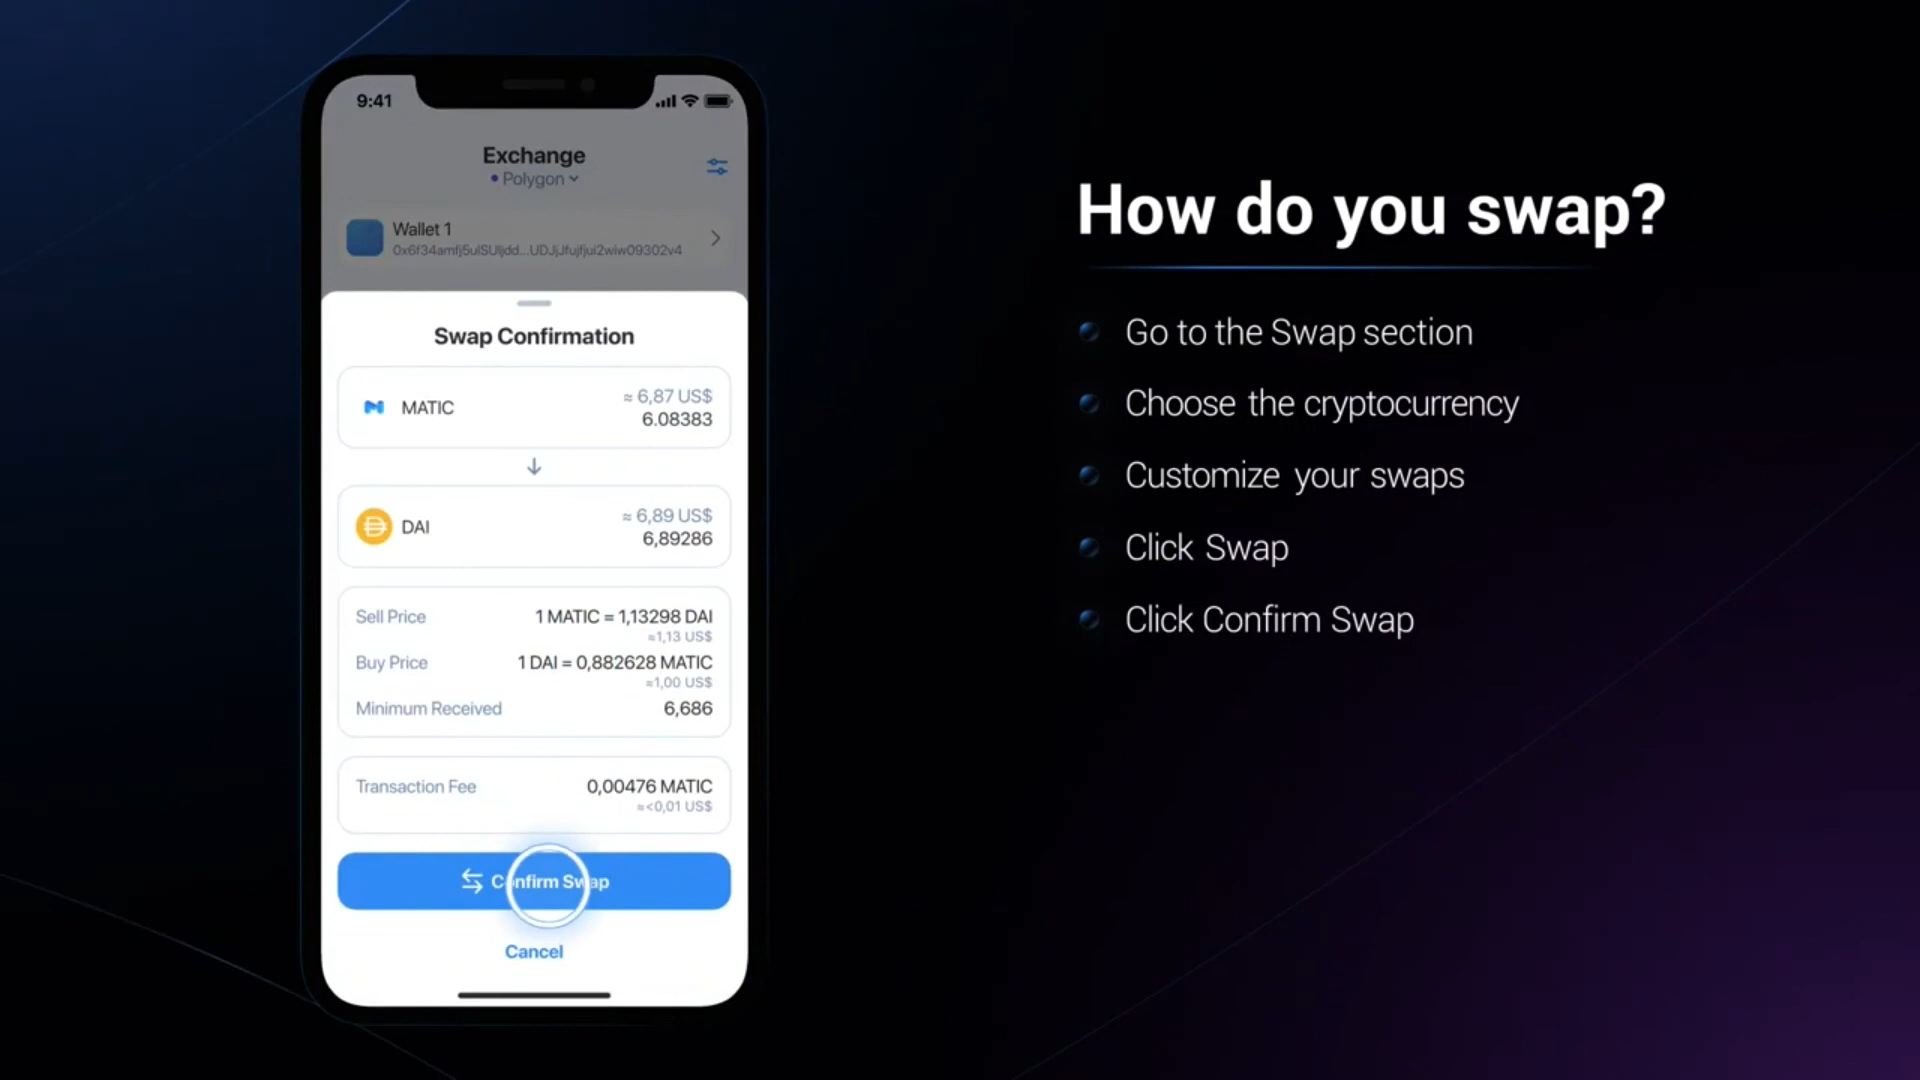 9:41
Exchange
Polygon
Wallet 1
0x6f34amfj5ulSUljdd...UDJjJfujfjui2wiw09302v4
Swap Confirmation
MATIC
≈ 6,87 US$
6.08383
DAI
≈ 6,89 US$
6,89286
Sell Price 1 MATIC = 1,13298 DAI
≈1,13 US$
Buy Price 1 DAI = 0,882628 MATIC
≈1,00 US$
Minimum Received 6,686
Transaction Fee 0,00476 MATIC
≈<0,01 US$
Confirm Swap
Cancel
How do you swap?
Go to the Swap section
Choose the cryptocurrency
Customize your swaps
Click Swap
Click Confirm Swap